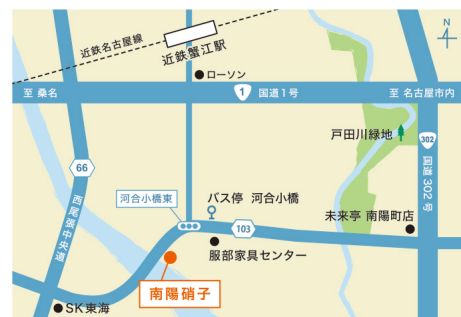 N
近鉄名古屋線
近鉄蟹江駅
ローソン
至 桑名
1
国道1号
至 名古屋市内
戸田川緑地
302
国道302号
66
西尾張中央道
河合小橋東
バス停 河合小橋
103
未来亭 南陽町店
服部家具センター
南陽硝子
SK東海